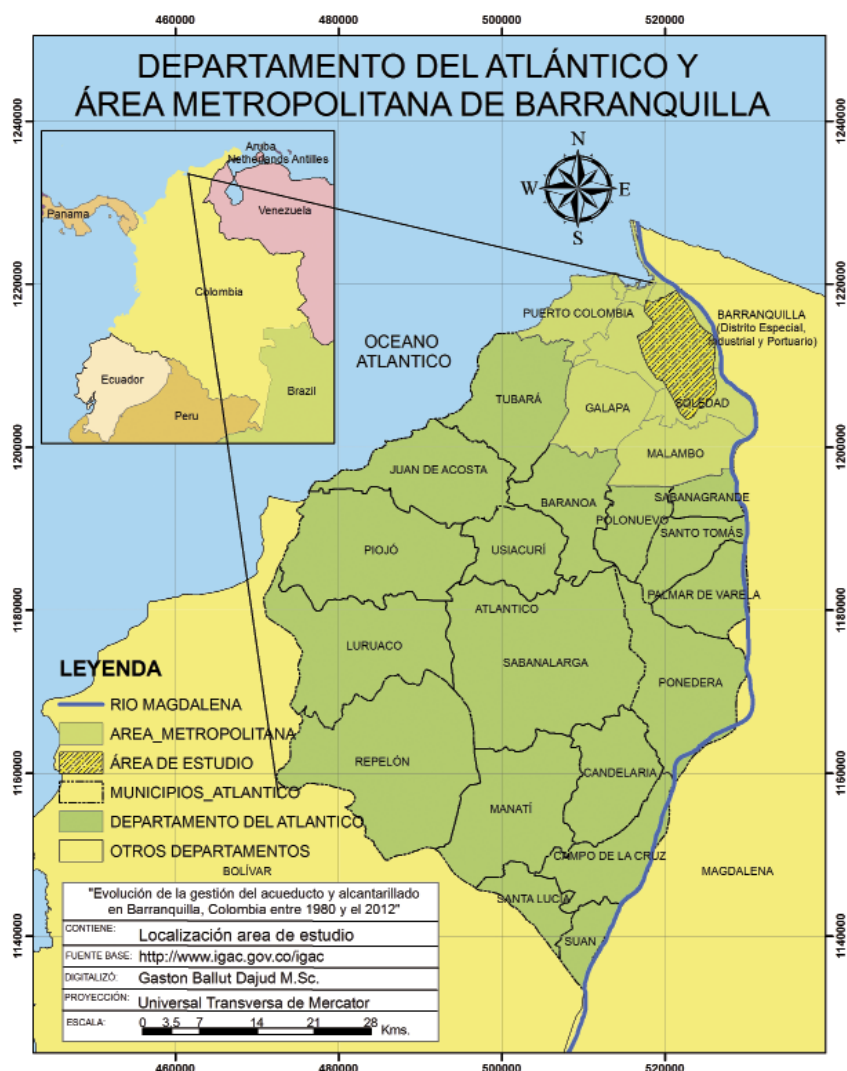 460000
480000
500000
520000
DEPARTAMENTO DEL ATLÁNTICO Y
ÁREA METROPOLITANA DE BARRANQUILLA
1240000
1240000
Aruba
Netherlands Antilles
Panama
Venezuela
Colombia
Ecuador
Peru
Brazil
N
W
E
S
1220000
1220000
OCEANO
ATLANTICO
PUERTO COLOMBIA
BARRANQUILLA
(Distrito Especial,
Industrial y Portuario)
TUBARÁ
GALAPA
SOLEDAD
1200000
1200000
MALAMBO
JUAN DE ACOSTA
BARANOA
SABANAGRANDE
POLONUEVO
SANTO TOMÁS
PIOJÓ
USIACURÍ
PALMAR DE VARELA
1180000
1180000
ATLANTICO
LURUACO
SABANALARGA
PONEDERA
REPELÓN
CANDELARIA
1160000
1160000
MANATÍ
CAMPO DE LA CRUZ
SANTA LUCÍA
SUAN
1140000
1140000
BOLÍVAR
MAGDALENA
LEYENDA
RIO MAGDALENA
AREA_METROPOLITANA
ÁREA DE ESTUDIO
MUNICIPIOS_ATLANTICO
DEPARTAMENTO DEL ATLANTICO
OTROS DEPARTAMENTOS
"Evolución de la gestión del acueducto y alcantarillado
en Barranquilla, Colombia entre 1980 y el 2012"
CONTIENE: Localización area de estudio
FUENTE BASE: http://www.igac.gov.co/igac
DIGITALIZÓ: Gaston Ballut Dajud M.Sc.
PROYECCIÓN: Universal Transversa de Mercator
ESCALA: 0 3,5 7 14 21 28 Kms.
460000
480000
500000
520000